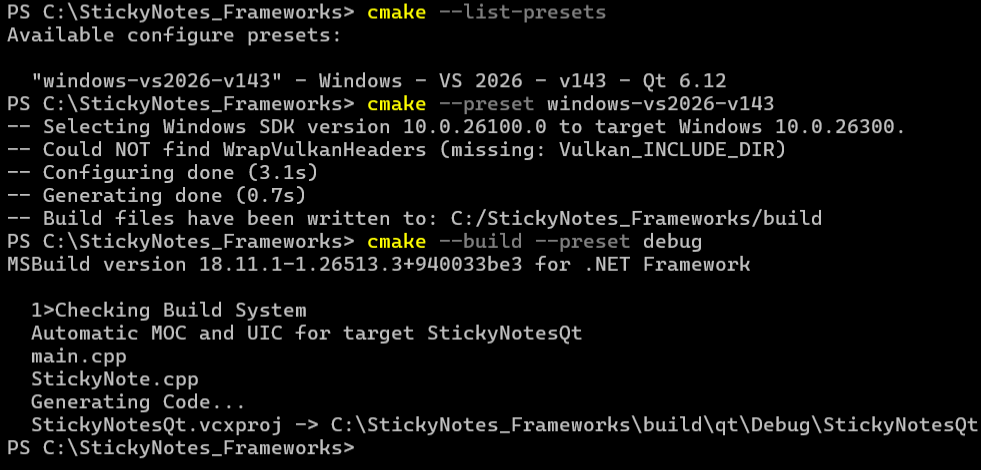 PS C:\StickyNotes_Frameworks> cmake --list-presets
Available configure presets:

  "windows-vs2026-v143" - Windows - VS 2026 - v143 - Qt 6.12
PS C:\StickyNotes_Frameworks> cmake --preset windows-vs2026-v143
-- Selecting Windows SDK version 10.0.26100.0 to target Windows 10.0.26300.
-- Could NOT find WrapVulkanHeaders (missing: Vulkan_INCLUDE_DIR)
-- Configuring done (3.1s)
-- Generating done (0.7s)
-- Build files have been written to: C:/StickyNotes_Frameworks/build
PS C:\StickyNotes_Frameworks> cmake --build --preset debug
MSBuild version 18.11.1-1.26513.3+940033be3 for .NET Framework

  1>Checking Build System
  Automatic MOC and UIC for target StickyNotesQt
  main.cpp
  StickyNote.cpp
  Generating Code...
  StickyNotesQt.vcxproj -> C:\StickyNotes_Frameworks\build\qt\Debug\StickyNotesQt
PS C:\StickyNotes_Frameworks>